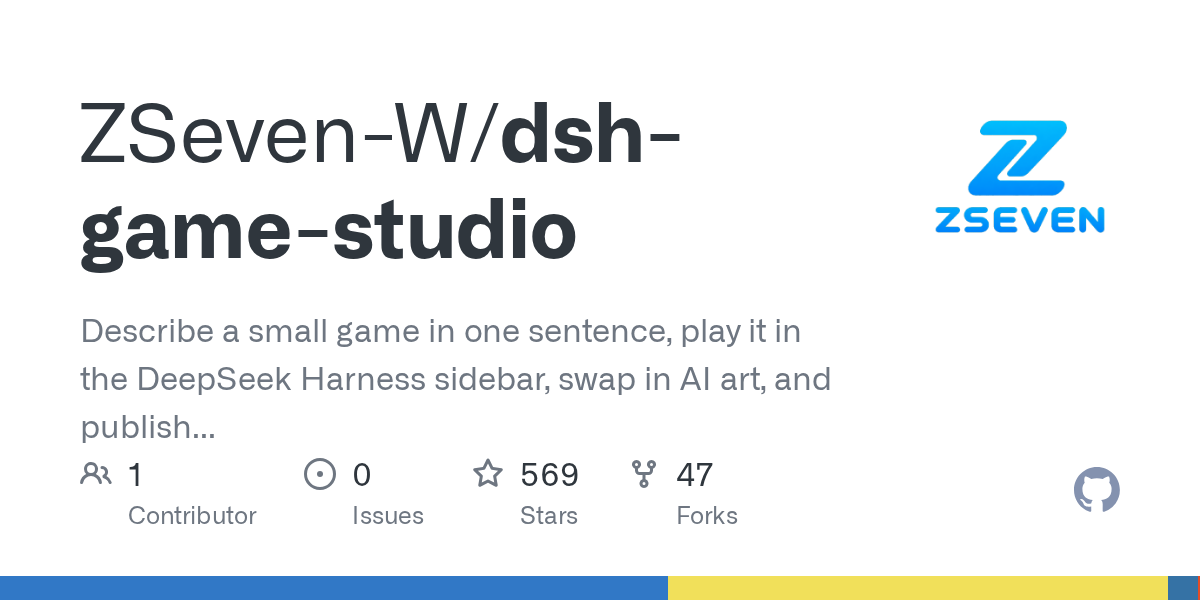 ZSeven-W/dsh-
game-studio
ZSEVEN
Describe a small game in one sentence, play it in
the DeepSeek Harness sidebar, swap in AI art, and
publish...
1
Contributor
0
Issues
569
Stars
47
Forks